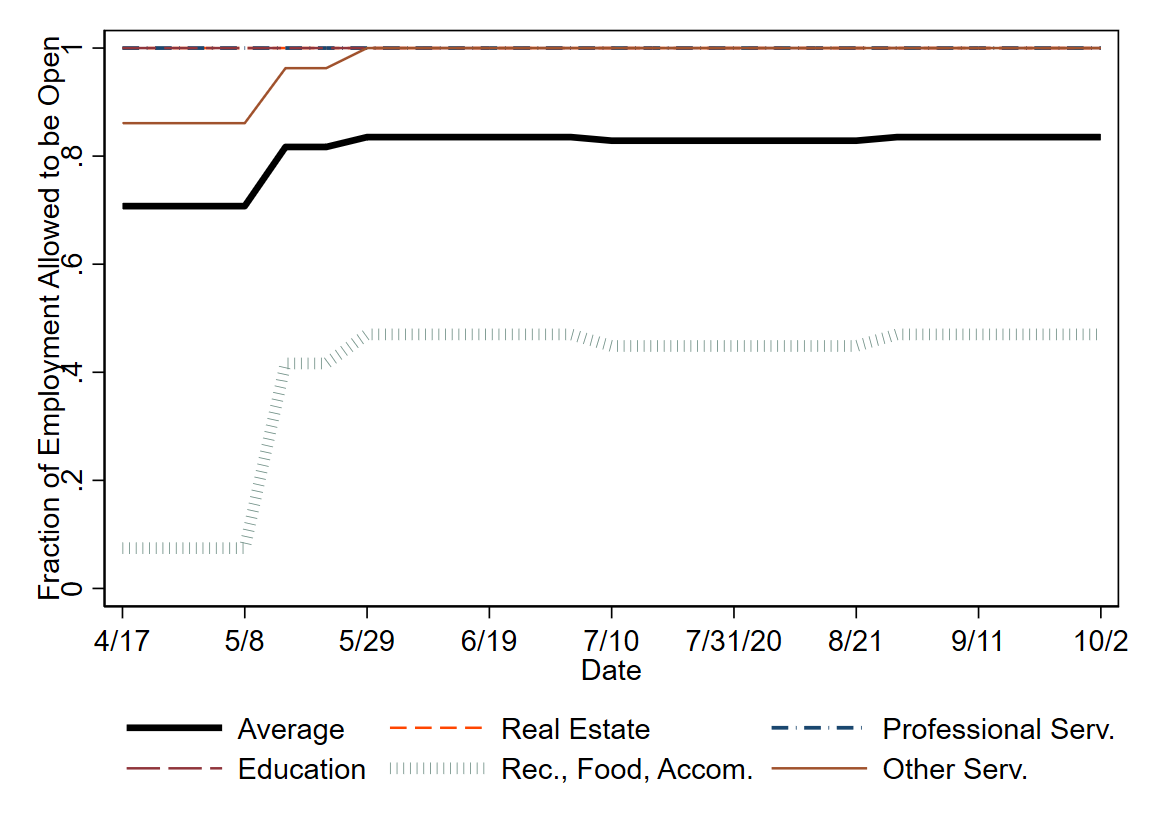 Fraction of Employment Allowed to be Open
1
.8
.6
.4
.2
0
4/17 5/8 5/29 6/19 7/10 7/31/20 8/21 9/11 10/2
Date
Average Real Estate Professional Serv.
Education Rec., Food, Accom. Other Serv.